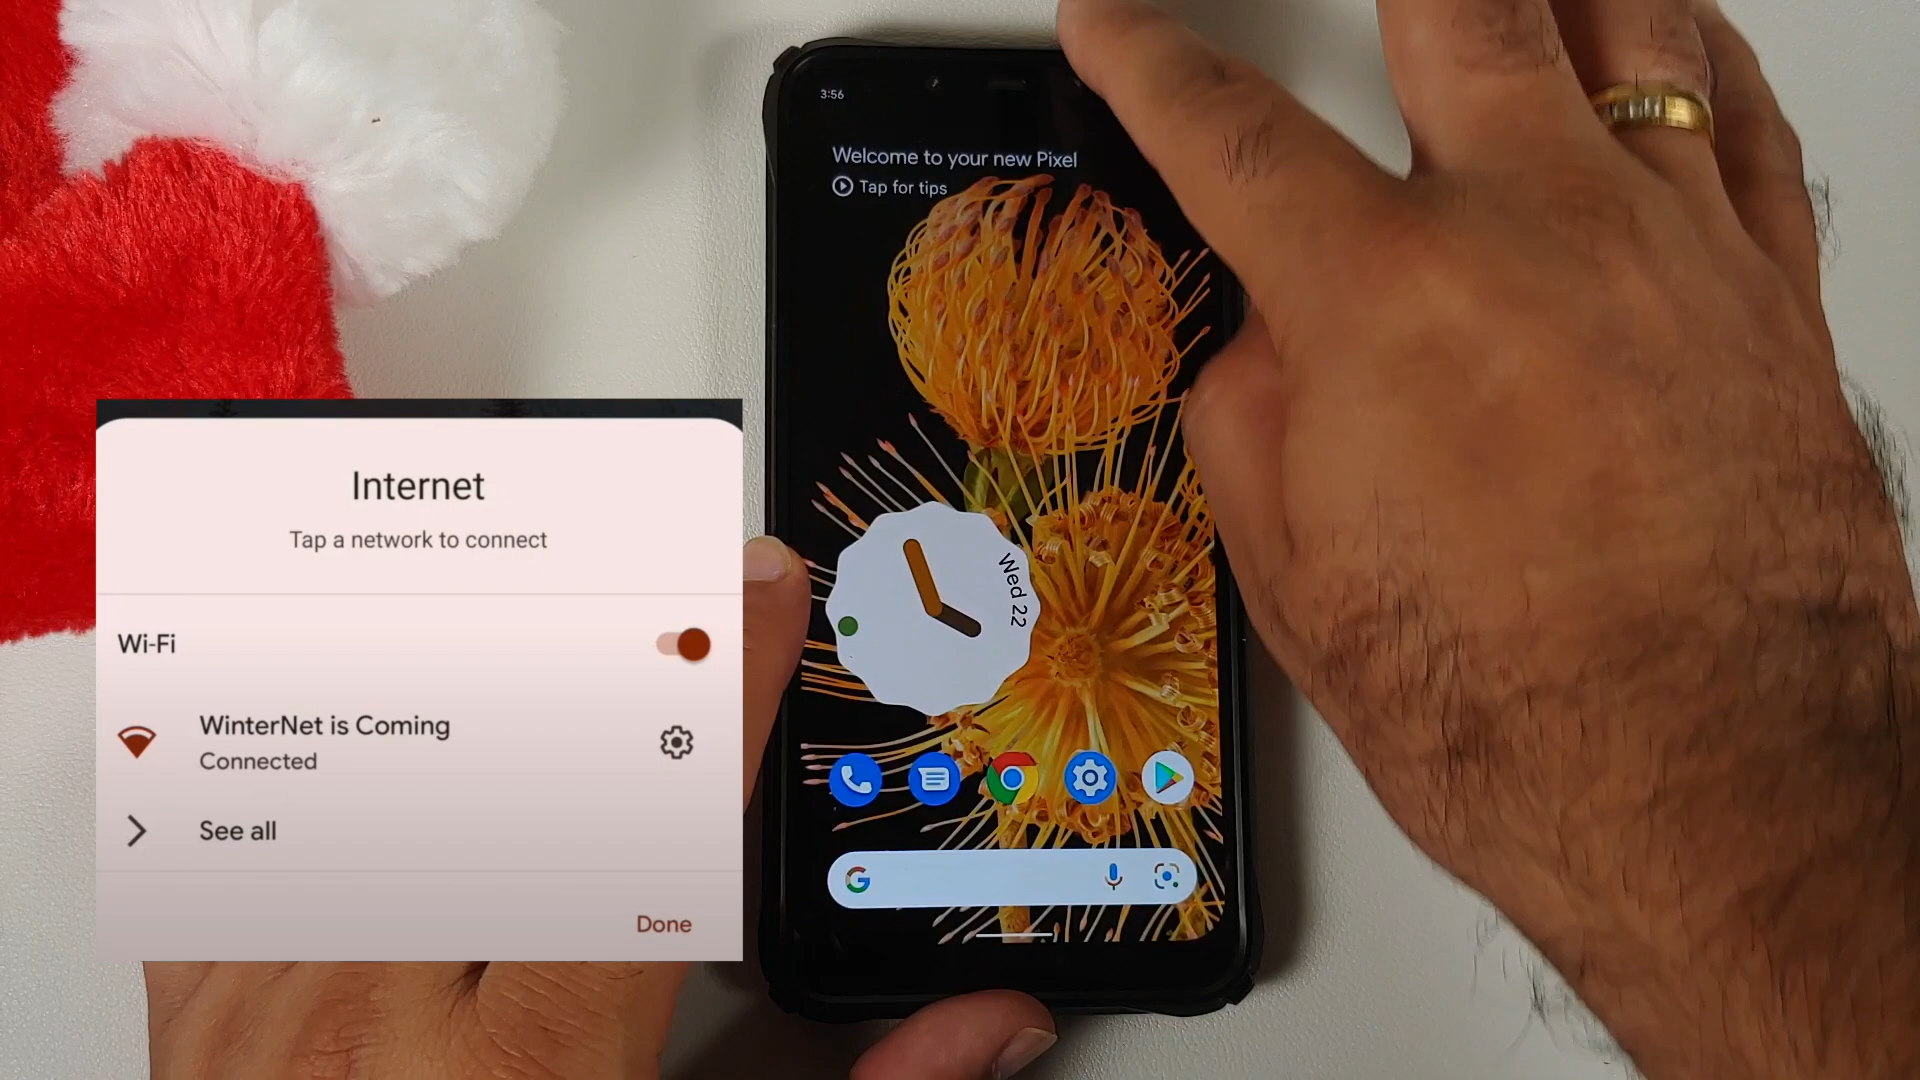 3:56
Welcome to your new Pixel
Tap for tips
Wed 22
Internet
Tap a network to connect
Wi-Fi
WinterNet is Coming
Connected
See all
Done